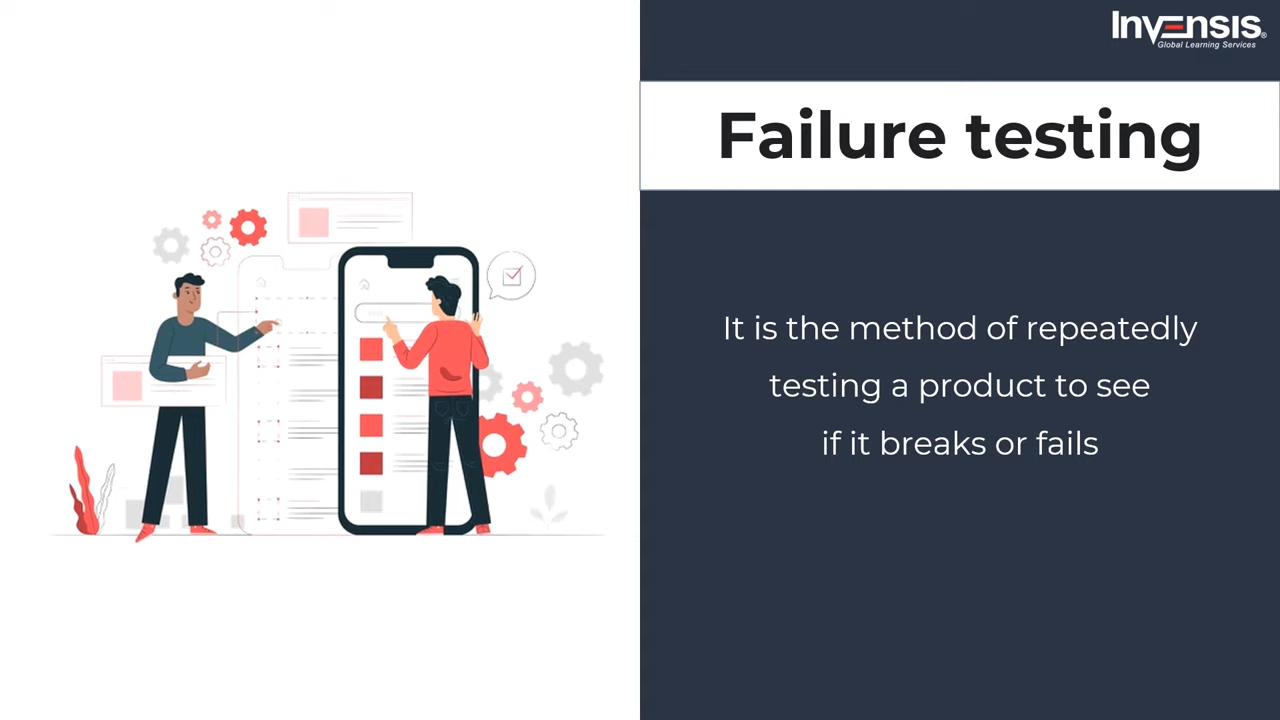 Invensis®
Global Learning Services
Failure testing
It is the method of repeatedly
testing a product to see
if it breaks or fails